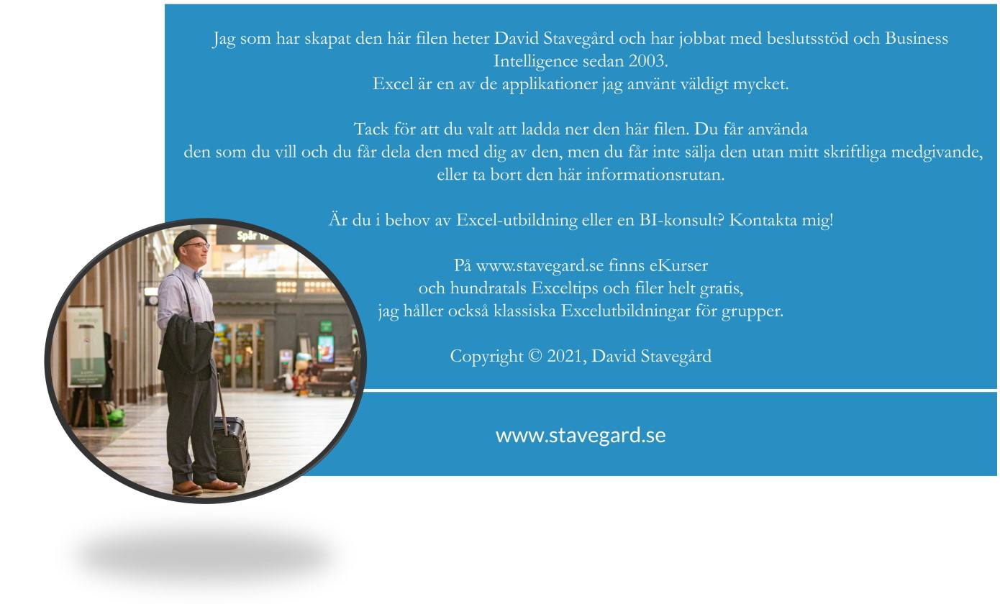 Jag som har skapat den här filen heter David Stavegård och har jobbat med beslutsstöd och Business
Intelligence sedan 2003.
Excel är en av de applikationer jag använt väldigt mycket.
Tack för att du valt att ladda ner den här filen. Du får använda
den som du vill och du får dela den med dig av den, men du får inte sälja den utan mitt skriftliga medgivande,
eller ta bort den här informationsrutan.
Är du i behov av Excel-utbildning eller en BI-konsult? Kontakta mig!
På www.stavegard.se finns eKurser
och hundratals Exceltips och filer helt gratis,
jag håller också klassiska Excelutbildningar för grupper.
Copyright © 2021, David Stavegård
www.stavegard.se
Spår